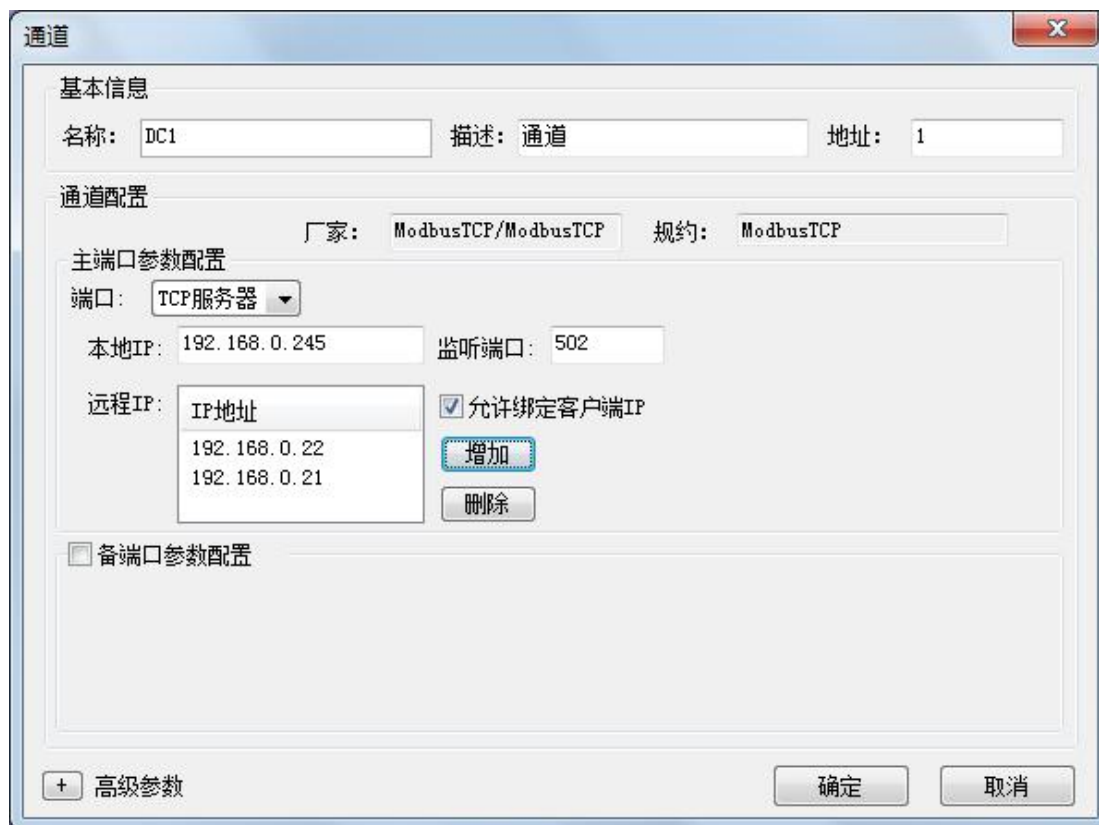 通道
基本信息
名称: DC1 描述: 通道 地址: 1
通道配置
厂家: ModbusTCP/ModbusTCP 规约: ModbusTCP
主端口参数配置
端口: TCP服务器
本地IP: 192.168.0.245 监听端口: 502
远程IP: IP地址 允许绑定客户端IP
192.168.0.22 增加
192.168.0.21
删除
备端口参数配置
+ 高级参数 确定 取消